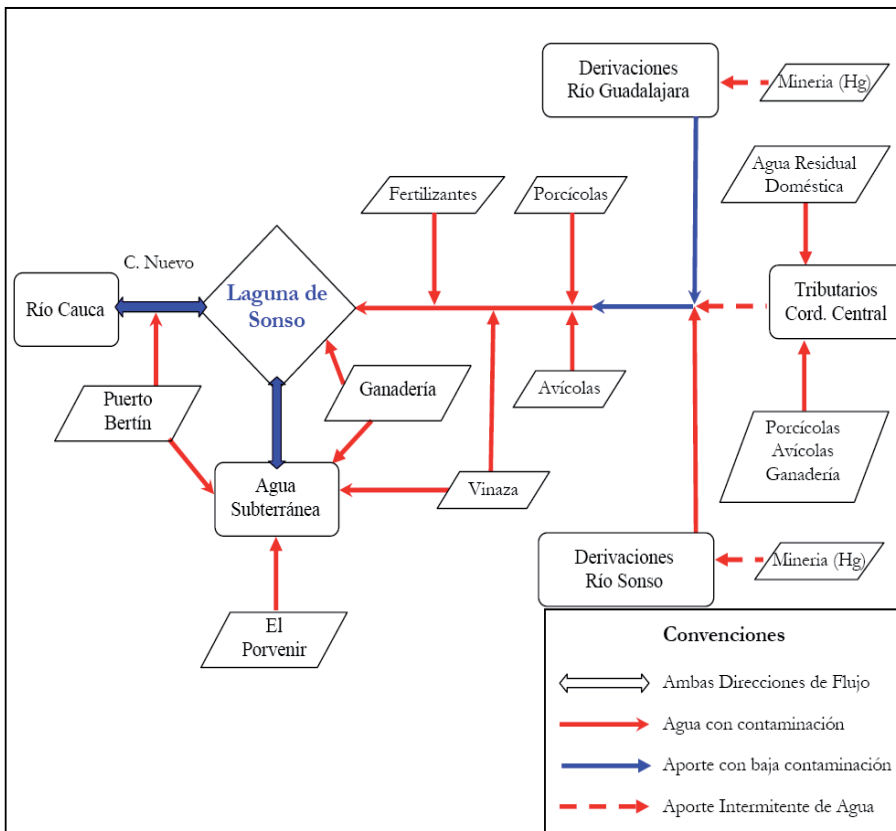 Derivaciones
Río Guadalajara
Mineria (Hg)
Agua Residual
Doméstica
Fertilizantes
Porcícolas
C. Nuevo
Río Cauca
Laguna de
Sonso
Tributarios
Cord. Central
Puerto
Bertín
Ganadería
Avícolas
Porcícolas
Avícolas
Ganadería
Agua
Subterránea
Vinaza
Derivaciones
Río Sonso
Mineria (Hg)
El
Porvenir
Convenciones
Ambas Direcciones de Flujo
Agua con contaminación
Aporte con baja contaminación
Aporte Intermitente de Agua